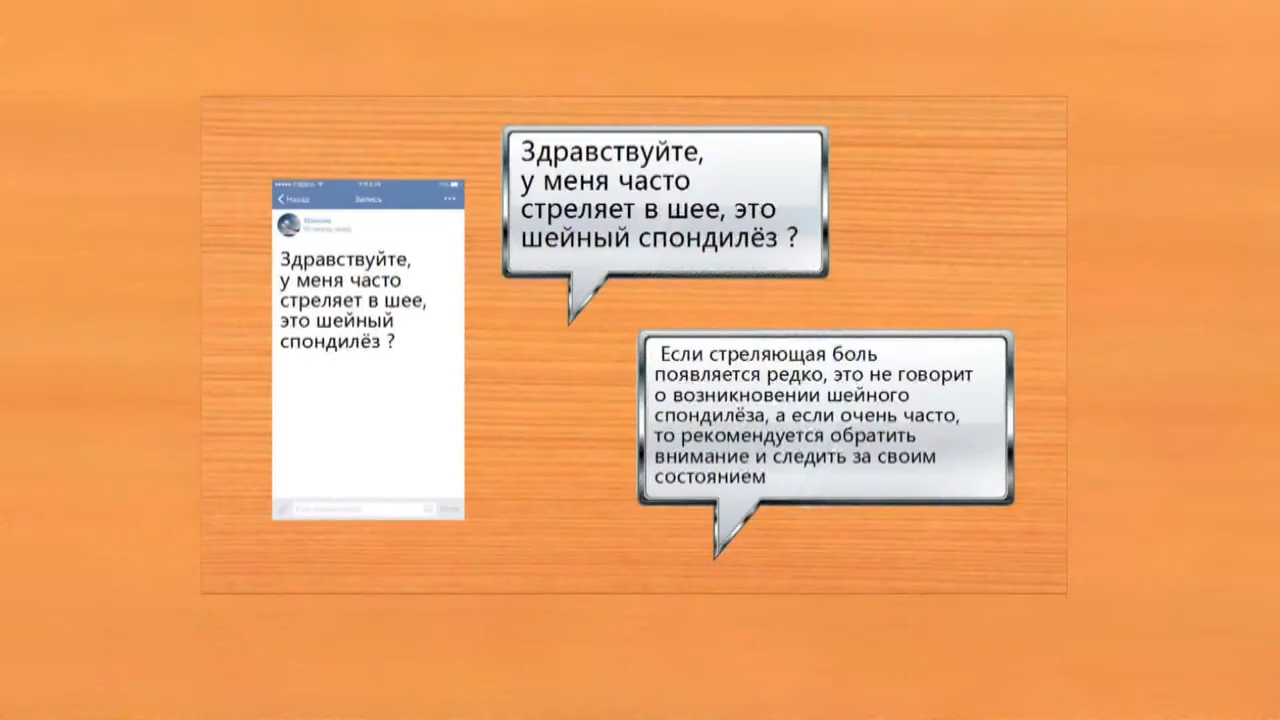 Назад
Запись
Здравствуйте,
у меня часто
стреляет в шее,
это шейный
спондилёз ?
Здравствуйте,
у меня часто
стреляет в шее, это
шейный спондилёз ?
Если стреляющая боль
появляется редко, это не говорит
о возникновении шейного
спондилёза, а если очень часто,
то рекомендуется обратить
внимание и следить за своим
состоянием